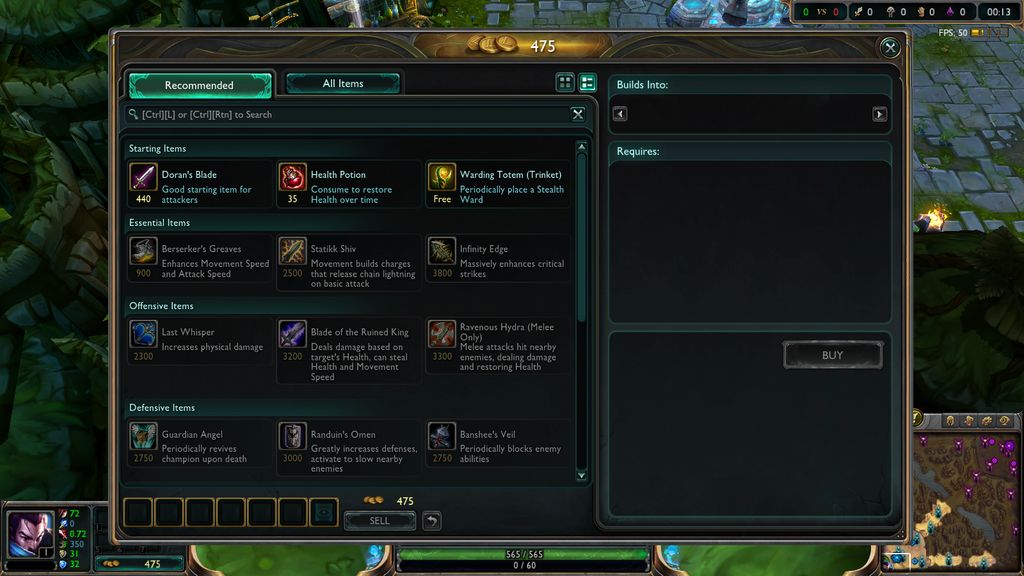 0 VS 0 0 0 0 0 00:13
FPS: 50
475
Recommended
All Items
[Ctrl][L] or [Ctrl][Rtn] to Search
Starting Items
Doran's Blade
Good starting item for
attackers
440
Health Potion
Consume to restore
Health over time
35
Warding Totem (Trinket)
Periodically place a Stealth
Ward
Free
Essential Items
Berserker's Greaves
Enhances Movement Speed
and Attack Speed
900
Statikk Shiv
Movement builds charges
that release chain lightning
on basic attack
2500
Infinity Edge
Massively enhances critical
strikes
3800
Offensive Items
Last Whisper
Increases physical damage
2300
Blade of the Ruined King
Deals damage based on
target's Health, can steal
Health and Movement
Speed
3200
Ravenous Hydra (Melee
Only)
Melee attacks hit nearby
enemies, dealing damage
and restoring Health
3300
Defensive Items
Guardian Angel
Periodically revives
champion upon death
2750
Randuin's Omen
Greatly increases defenses,
activate to slow nearby
enemies
3000
Banshee's Veil
Periodically blocks enemy
abilities
2750
475
SELL
Builds Into:
Requires:
BUY
72
0
0.72
350
31
32
1
475
565 / 565
0 / 60